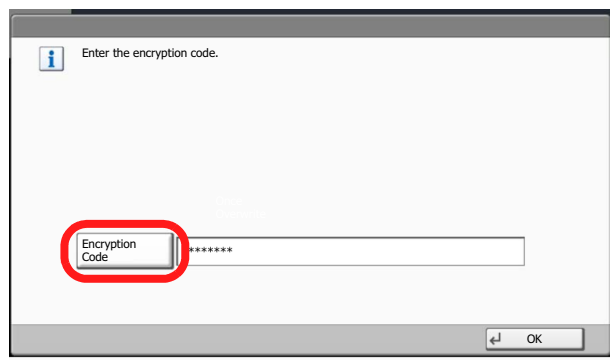 Enter the encryption code.
Encryption
Code
*******
OK